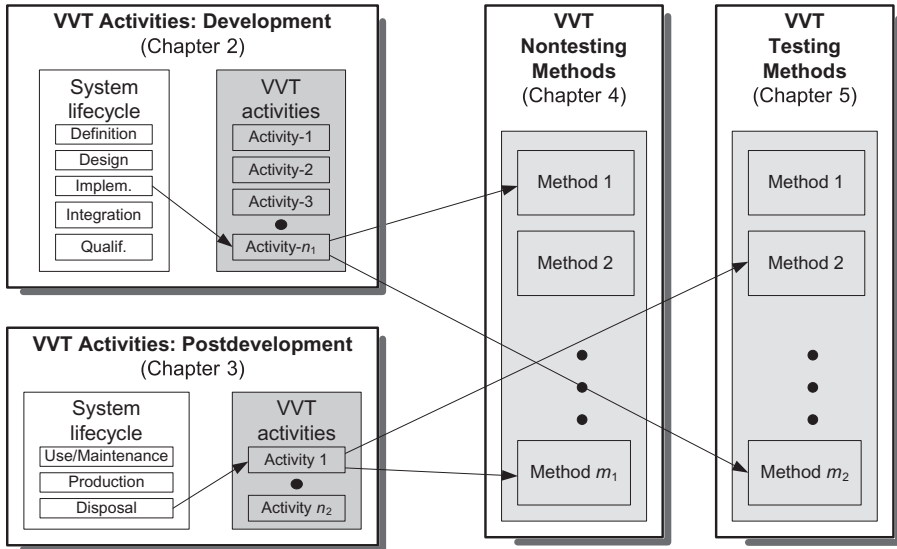 VVT Activities: Development
(Chapter 2)
System
lifecycle
Definition
Design
Implem.
Integration
Qualif.
VVT
activities
Activity-1
Activity-2
Activity-3
Activity-n₁
VVT Activities: Postdevelopment
(Chapter 3)
System
lifecycle
Use/Maintenance
Production
Disposal
VVT
activities
Activity 1
Activity n₂
VVT
Nontesting
Methods
(Chapter 4)
Method 1
Method 2
Method m₁
VVT
Testing
Methods
(Chapter 5)
Method 1
Method 2
Method m₂